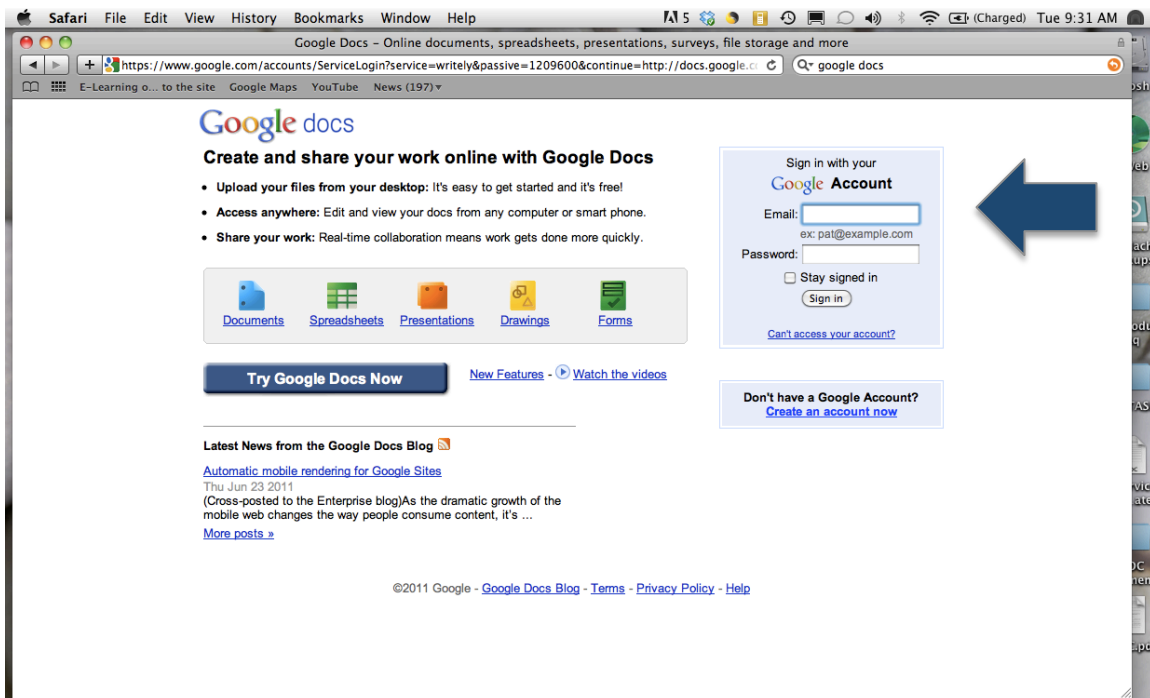 Safari File Edit View History Bookmarks Window Help 5 (Charged) Tue 9:31 AM
Google Docs – Online documents, spreadsheets, presentations, surveys, file storage and more
https://www.google.com/accounts/ServiceLogin?service=writely&passive=1209600&continue=http://docs.google.c google docs
E-Learning o... to the site Google Maps YouTube News (197)▾
Google docs
Create and share your work online with Google Docs
• Upload your files from your desktop: It's easy to get started and it's free!
• Access anywhere: Edit and view your docs from any computer or smart phone.
• Share your work: Real-time collaboration means work gets done more quickly.
Documents Spreadsheets Presentations Drawings Forms
Try Google Docs Now
New Features - Watch the videos
Latest News from the Google Docs Blog
Automatic mobile rendering for Google Sites
Thu Jun 23 2011
(Cross-posted to the Enterprise blog)As the dramatic growth of the
mobile web changes the way people consume content, it's ...
More posts »
Sign in with your
Google Account
Email:
ex: pat@example.com
Password:
Stay signed in
Sign in
Can't access your account?
Don't have a Google Account?
Create an account now
©2011 Google - Google Docs Blog - Terms - Privacy Policy - Help